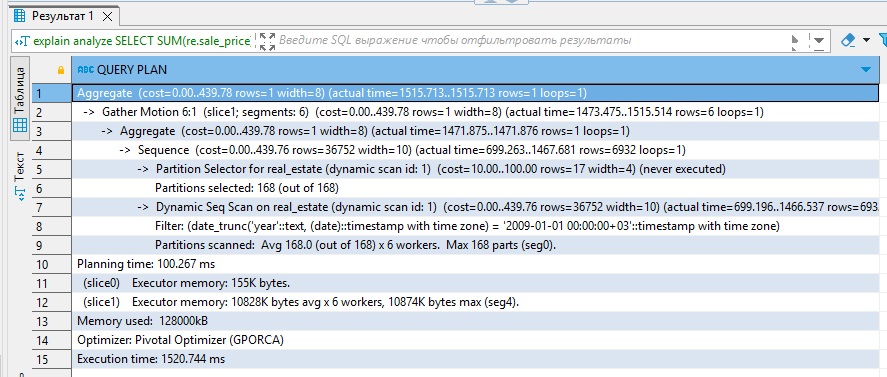 Результат 1
explain analyze SELECT SUM(re.sale_price
Введите SQL выражение чтобы отфильтровать результаты
Таблица
Текст
ABC QUERY PLAN
1 Aggregate (cost=0.00..439.78 rows=1 width=8) (actual time=1515.713..1515.713 rows=1 loops=1)
2 -> Gather Motion 6:1 (slice1; segments: 6) (cost=0.00..439.78 rows=1 width=8) (actual time=1473.475..1515.514 rows=6 loops=1)
3 -> Aggregate (cost=0.00..439.78 rows=1 width=8) (actual time=1471.875..1471.876 rows=1 loops=1)
4 -> Sequence (cost=0.00..439.76 rows=36752 width=10) (actual time=699.263..1467.681 rows=6932 loops=1)
5 -> Partition Selector for real_estate (dynamic scan id: 1) (cost=10.00..100.00 rows=17 width=4) (never executed)
6 Partitions selected: 168 (out of 168)
7 -> Dynamic Seq Scan on real_estate (dynamic scan id: 1) (cost=0.00..439.76 rows=36752 width=10) (actual time=699.196..1466.537 rows=693
8 Filter: (date_trunc('year'::text, (date)::timestamp with time zone) = '2009-01-01 00:00:00+03'::timestamp with time zone)
9 Partitions scanned: Avg 168.0 (out of 168) x 6 workers. Max 168 parts (seg0).
10 Planning time: 100.267 ms
11 (slice0) Executor memory: 155K bytes.
12 (slice1) Executor memory: 10828K bytes avg x 6 workers, 10874K bytes max (seg4).
13 Memory used: 128000kB
14 Optimizer: Pivotal Optimizer (GPORCA)
15 Execution time: 1520.744 ms